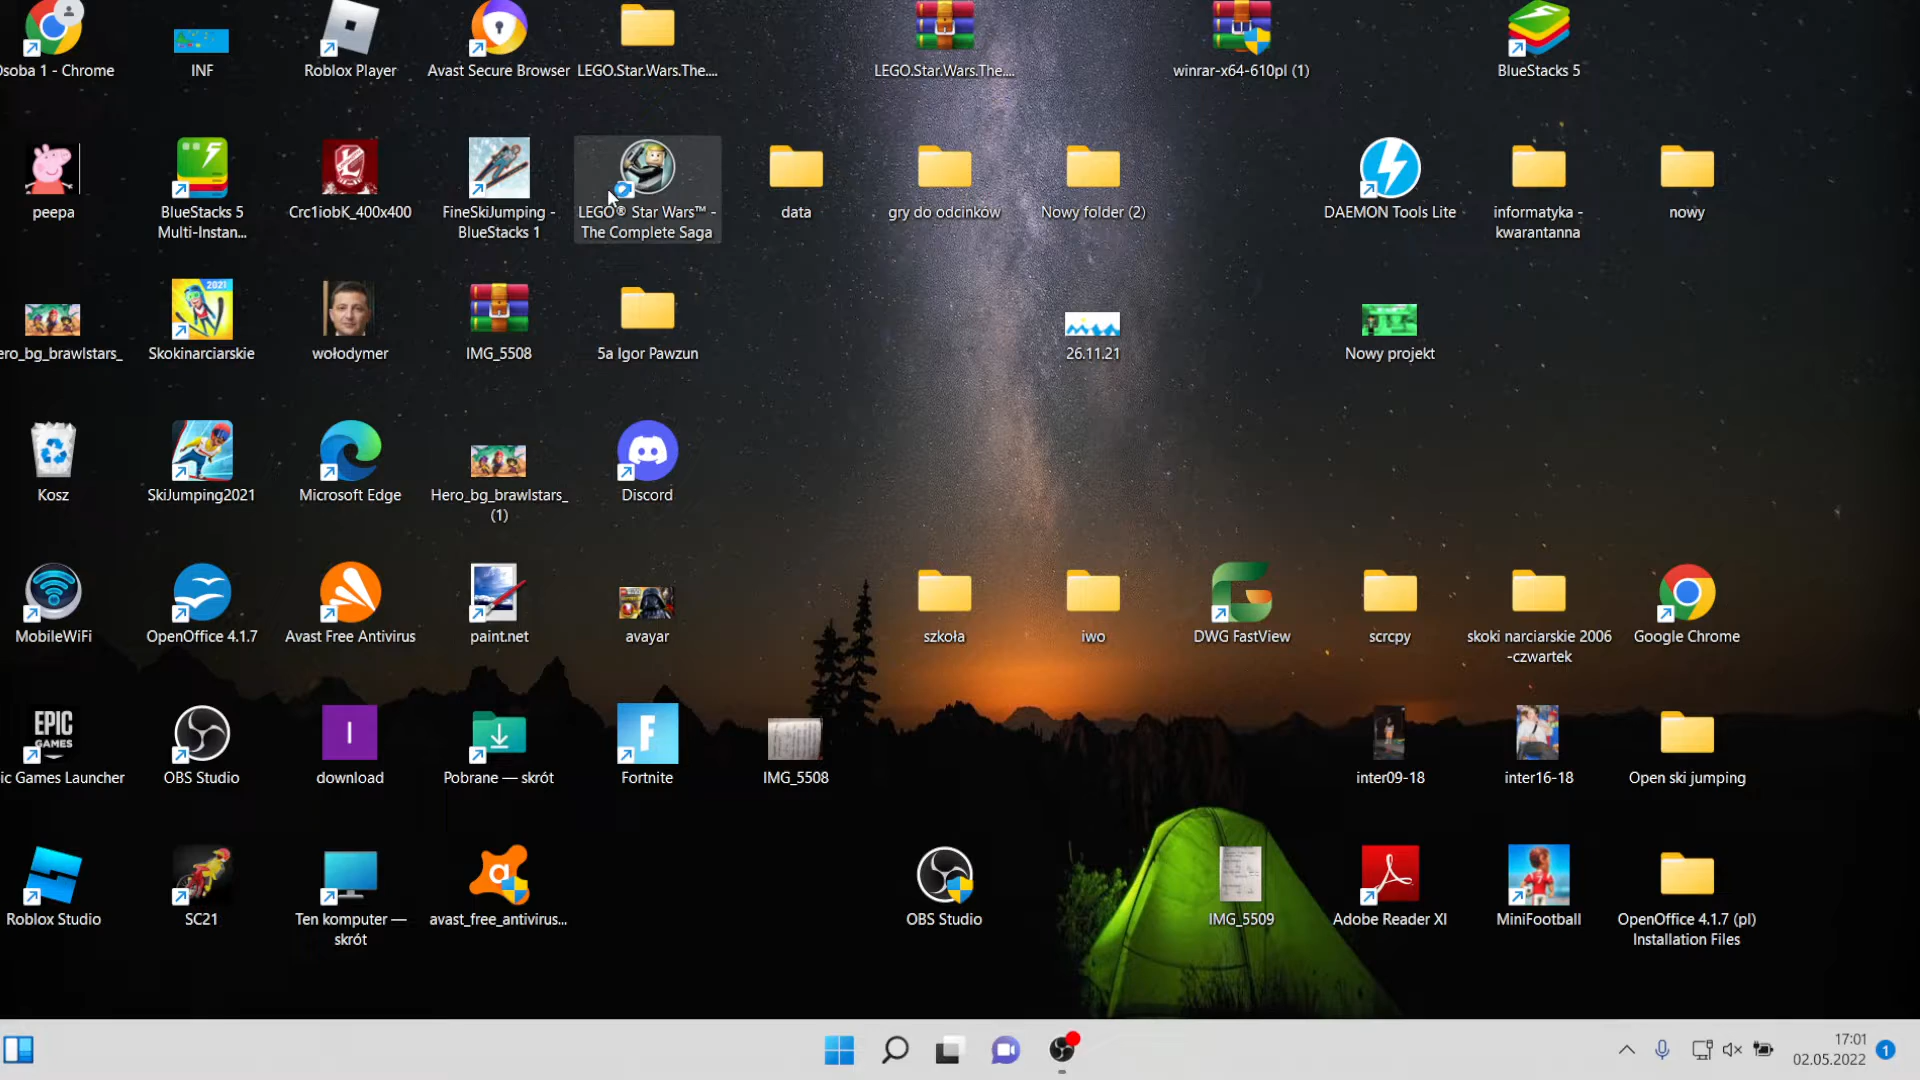 Osoba 1 - Chrome
INF
Roblox Player
Avast Secure Browser
LEGO.Star.Wars.The....
LEGO.Star.Wars.The....
winrar-x64-610pl (1)
BlueStacks 5
peepa
BlueStacks 5
Multi-Instan...
Crc1iobK_400x400
FineSkiJumping -
BlueStacks 1
LEGO® Star Wars™ -
The Complete Saga
data
gry do odcinków
Nowy folder (2)
DAEMON Tools Lite
informatyka -
kwarantanna
nowy
2021
ero_bg_brawlstars_
Skokinarciarskie
wołodymer
IMG_5508
5a Igor Pawzun
26.11.21
Nowy projekt
Kosz
SkiJumping2021
Microsoft Edge
Hero_bg_brawlstars_
(1)
Discord
MobileWiFi
OpenOffice 4.1.7
Avast Free Antivirus
paint.net
avayar
szkoła
iwo
DWG FastView
scrcpy
skoki narciarskie 2006
-czwartek
Google Chrome
EPIC
GAMES
I
F
ic Games Launcher
OBS Studio
download
Pobrane — skrót
Fortnite
IMG_5508
inter09-18
inter16-18
Open ski jumping
Roblox Studio
SC21
Ten komputer —
skrót
avast_free_antivirus...
OBS Studio
IMG_5509
Adobe Reader XI
MiniFootball
OpenOffice 4.1.7 (pl)
Installation Files
17:01
02.05.2022
1